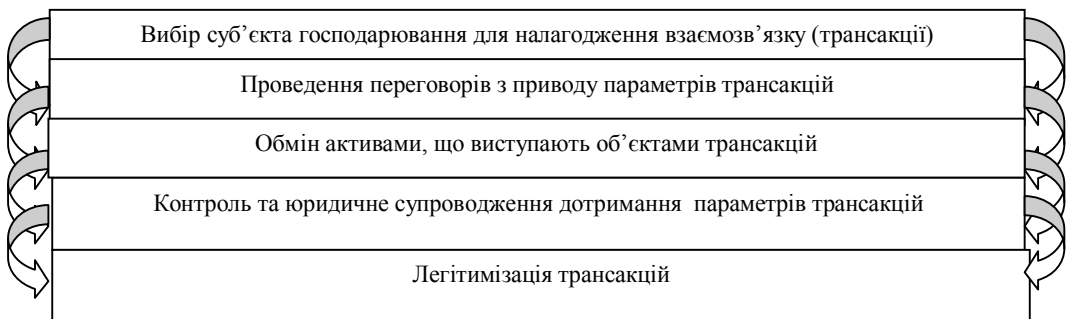 Вибір суб’єкта господарювання для налагодження взаємозв’язку (трансакції)
Проведення переговорів з приводу параметрів трансакцій
Обмін активами, що виступають об’єктами трансакцій
Контроль та юридичне супроводження дотримання параметрів трансакцій
Легітимізація трансакцій